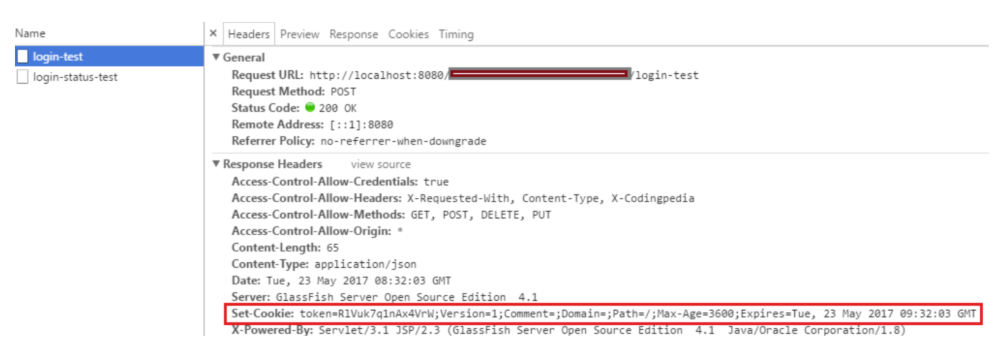 Name
× Headers Preview Response Cookies Timing
login-test
login-status-test
▼ General
Request URL: http://localhost:8080/ /login-test
Request Method: POST
Status Code: 200 OK
Remote Address: [::1]:8080
Referrer Policy: no-referrer-when-downgrade
▼ Response Headers view source
Access-Control-Allow-Credentials: true
Access-Control-Allow-Headers: X-Requested-With, Content-Type, X-Codingpedia
Access-Control-Allow-Methods: GET, POST, DELETE, PUT
Access-Control-Allow-Origin: *
Content-Length: 65
Content-Type: application/json
Date: Tue, 23 May 2017 08:32:03 GMT
Server: GlassFish Server Open Source Edition 4.1
Set-Cookie: token=RlVuk7q1nAx4VrW;Version=1;Comment=;Domain=;Path=/;Max-Age=3600;Expires=Tue, 23 May 2017 09:32:03 GMT
X-Powered-By: Servlet/3.1 JSP/2.3 (GlassFish Server Open Source Edition 4.1 Java/Oracle Corporation/1.8)